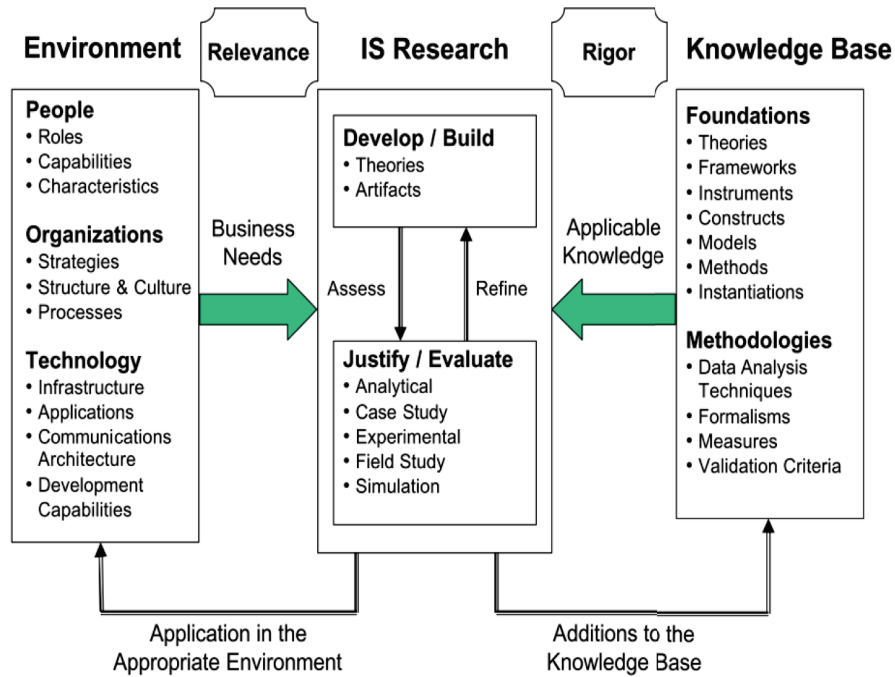 Environment
Relevance
IS Research
Rigor
Knowledge Base
People
• Roles
• Capabilities
• Characteristics
Organizations
• Strategies
• Structure & Culture
• Processes
Technology
• Infrastructure
• Applications
• Communications
Architecture
• Development
Capabilities
Business
Needs
Develop / Build
• Theories
• Artifacts
Assess
Refine
Justify / Evaluate
• Analytical
• Case Study
• Experimental
• Field Study
• Simulation
Applicable
Knowledge
Foundations
• Theories
• Frameworks
• Instruments
• Constructs
• Models
• Methods
• Instantiations
Methodologies
• Data Analysis
Techniques
• Formalisms
• Measures
• Validation Criteria
Application in the
Appropriate Environment
Additions to the
Knowledge Base